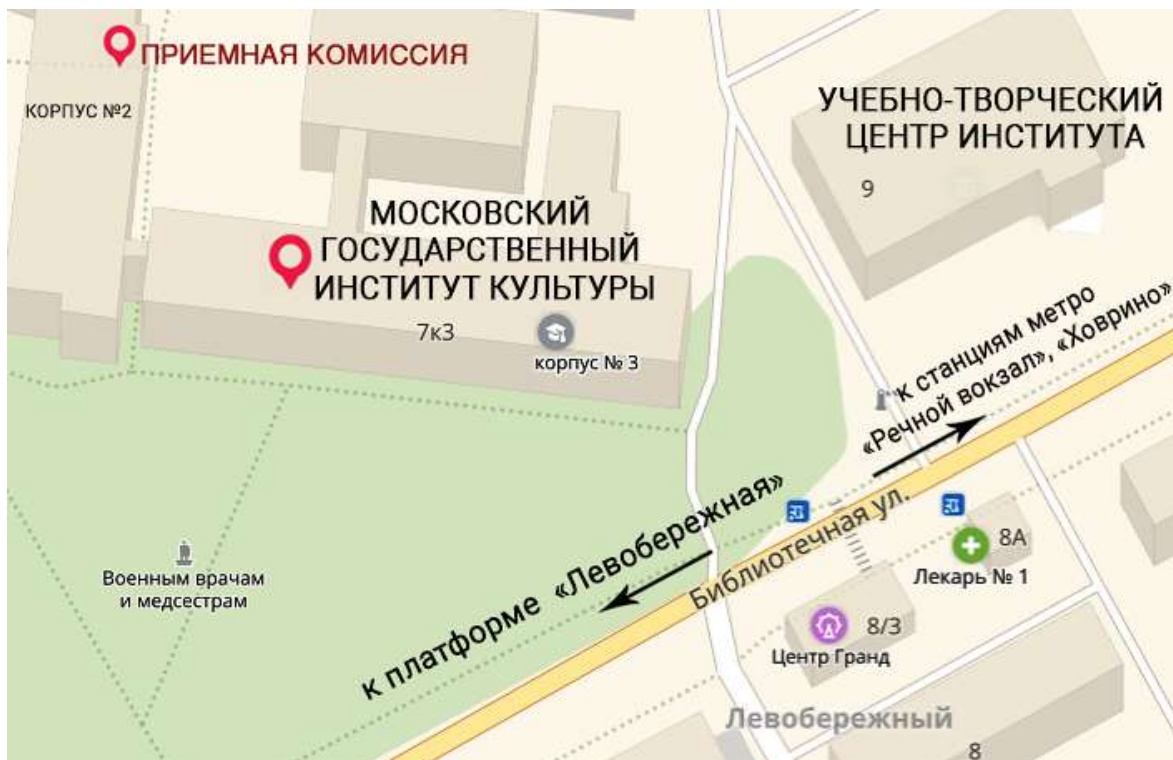 ПРИЕМНАЯ КОМИССИЯ
КОРПУС №2
УЧЕБНО-ТВОРЧЕСКИЙ
ЦЕНТР ИНСТИТУТА
9
МОСКОВСКИЙ
ГОСУДАРСТВЕННЫЙ
ИНСТИТУТ КУЛЬТУРЫ
7к3
корпус № 3
к станциям метро
«Речной вокзал», «Ховрино»
к платформе «Левобережная»
Библиотечная ул.
Военным врачам
и медсестрам
8А
Лекарь № 1
8/3
Центр Гранд
Левобережный
8